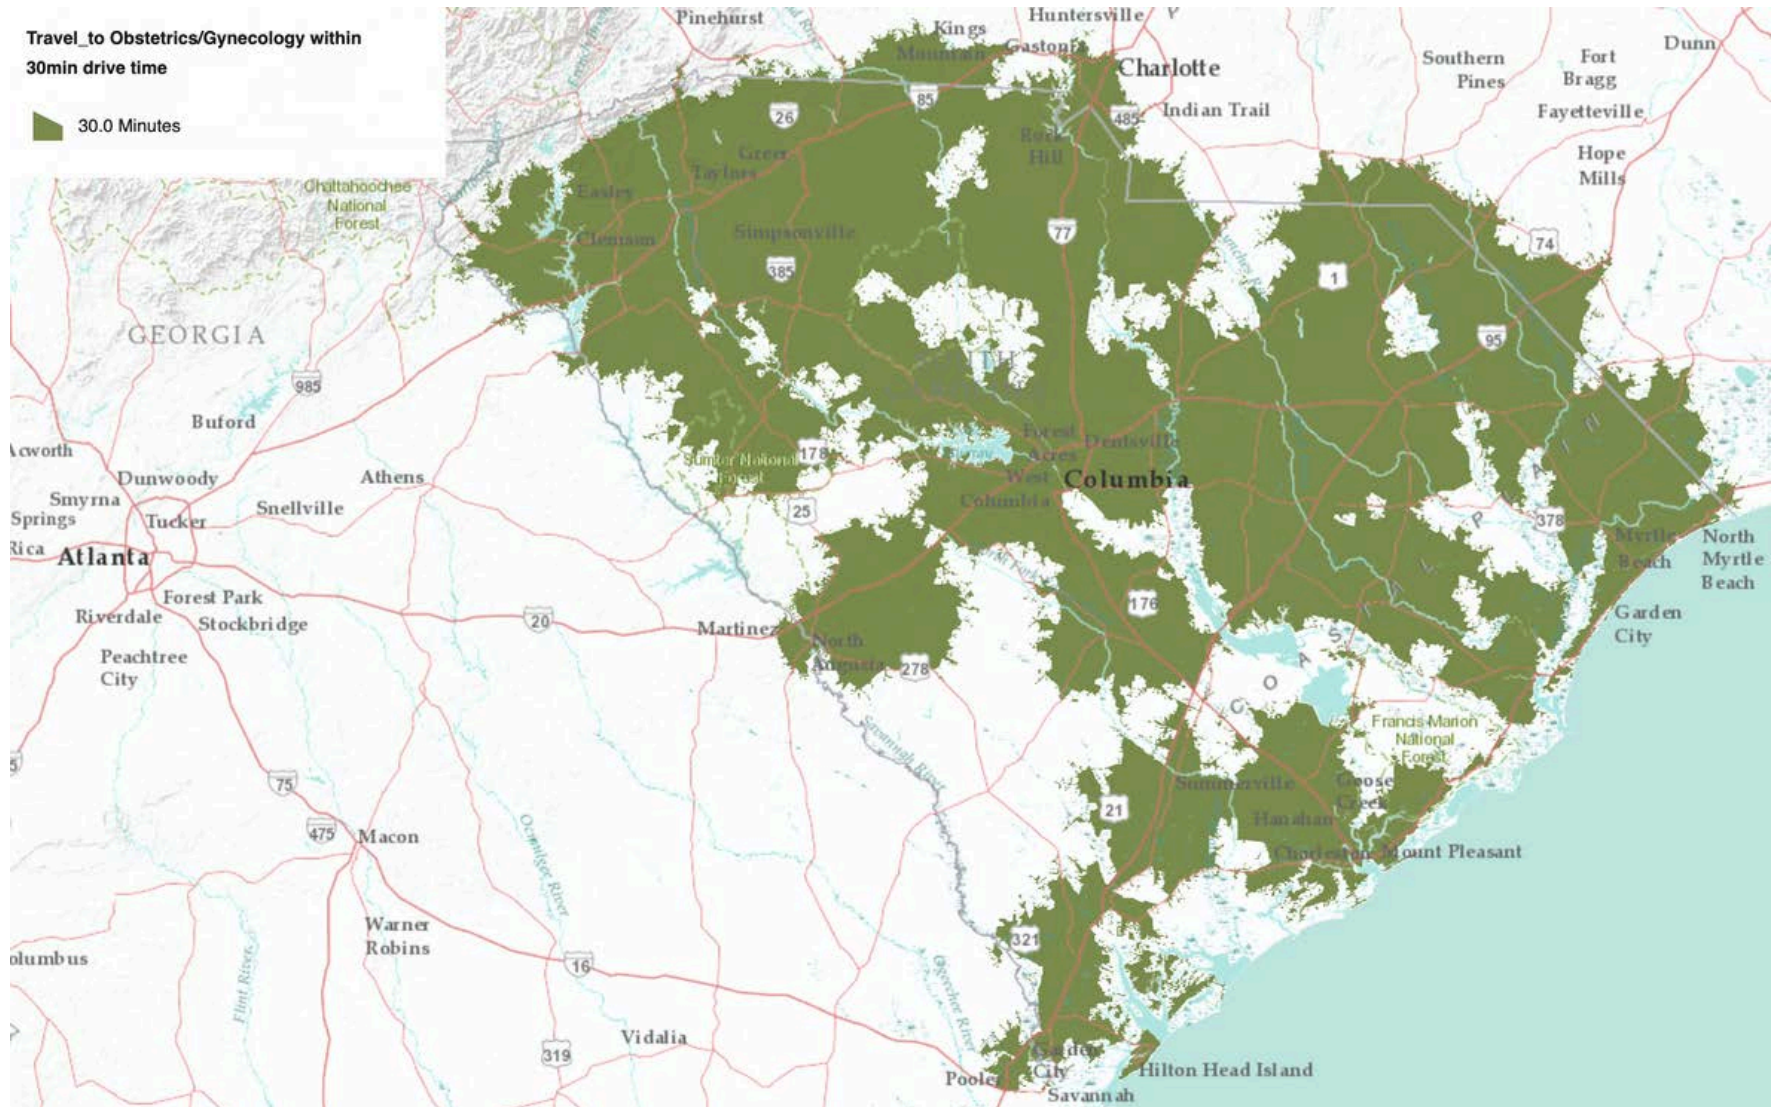 Travel_to Obstetrics/Gynecology within
30min drive time
30.0 Minutes
Pinehurst
Kings
Mountain
Gastonia
Huntersville
Charlotte
Indian Trail
Southern
Pines
Fort
Bragg
Dunn
Fayetteville
Hope
Mills
26
85
485
Rock
Hill
Greer
Taylors
Easley
Clemson
Simpsonville
385
77
1
74
95
Chattahoochee
National
Forest
GEORGIA
985
Buford
Acworth
Dunwoody
Smyrna
Springs
Tucker
Snellville
Athens
Rica
Atlanta
Forest Park
Riverdale
Stockbridge
Peachtree
City
20
Martinez
North
Augusta
278
Sumter National
Forest
178
25
Forest
Acres
Dentsville
West
Columbia
Columbia
176
378
Myrtle
Beach
North
Myrtle
Beach
Garden
City
COASTAL PLAIN
Francis Marion
National
Forest
Summerville
Goose
Creek
Hanahan
Charleston
Mount Pleasant
21
Savannah River
75
475
Macon
Ocmulgee River
Warner
Robins
olumbus
Flint River
16
Ogeechee River
321
319
Vidalia
Pooler
Garden
City
Savannah
Hilton Head Island